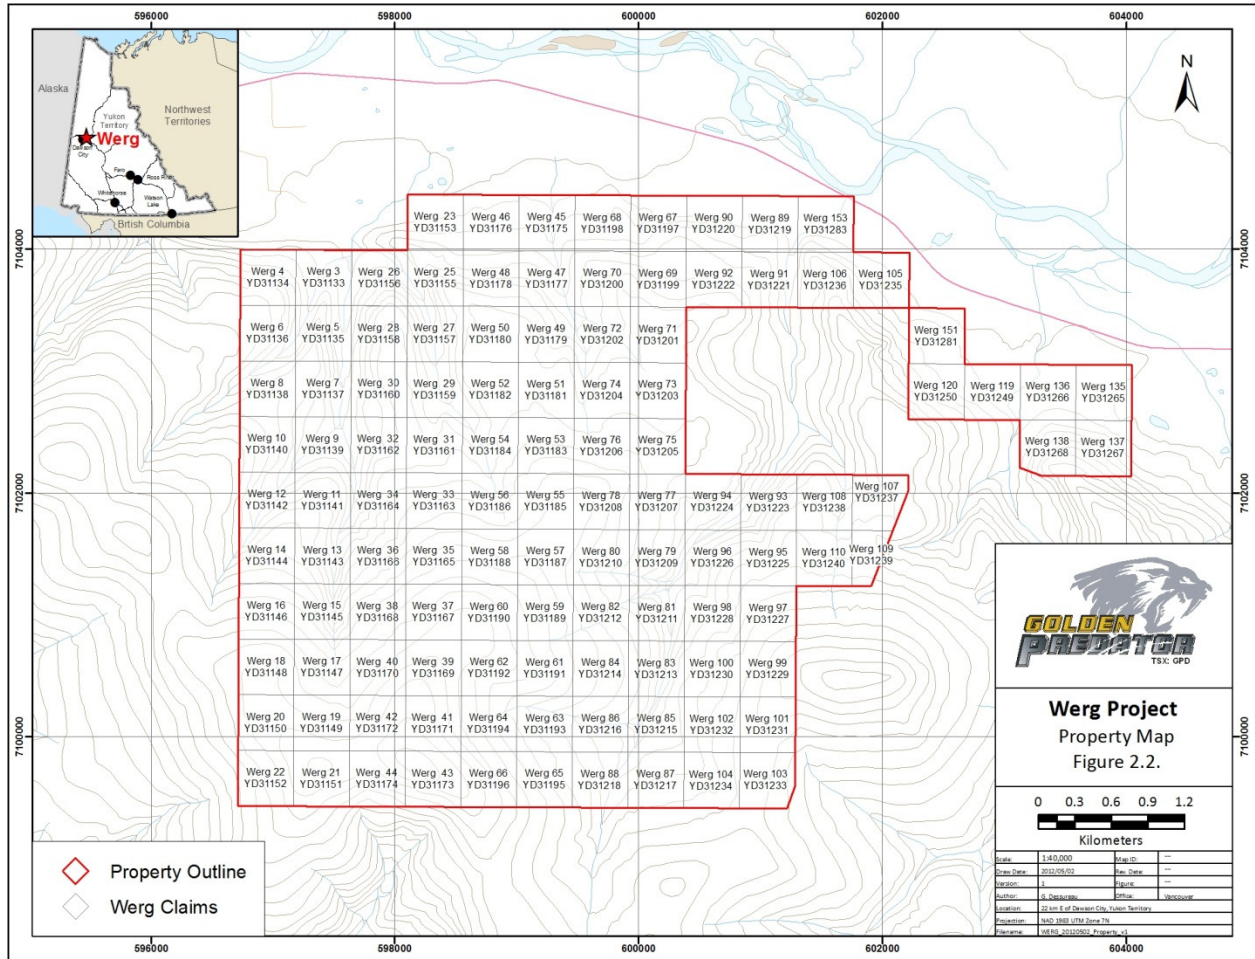 596000 598000 600000 602000 604000
Alaska
Yukon
Territory
Northwest
Territories
Werg
Dawson
City
Faro
Ross River
Whitehorse
Watson
Lake
British Columbia
N
7104000 7104000
Werg 23 Werg 46 Werg 45 Werg 68 Werg 67 Werg 90 Werg 89 Werg 153
YD31153 YD31176 YD31175 YD31198 YD31197 YD31220 YD31219 YD31283
Werg 4 Werg 3 Werg 26 Werg 25 Werg 48 Werg 47 Werg 70 Werg 69 Werg 92 Werg 91 Werg 106 Werg 105
YD31134 YD31133 YD31156 YD31155 YD31178 YD31177 YD31200 YD31199 YD31222 YD31221 YD31236 YD31235
Werg 6 Werg 5 Werg 28 Werg 27 Werg 50 Werg 49 Werg 72 Werg 71 Werg 151
YD31136 YD31135 YD31158 YD31157 YD31180 YD31179 YD31202 YD31201 YD31281
Werg 8 Werg 7 Werg 30 Werg 29 Werg 52 Werg 51 Werg 74 Werg 73 Werg 120 Werg 119 Werg 136 Werg 135
YD31138 YD31137 YD31160 YD31159 YD31182 YD31181 YD31204 YD31203 YD31250 YD31249 YD31266 YD31265
Werg 10 Werg 9 Werg 32 Werg 31 Werg 54 Werg 53 Werg 76 Werg 75 Werg 138 Werg 137
YD31140 YD31139 YD31162 YD31161 YD31184 YD31183 YD31206 YD31205 YD31268 YD31267
7102000 7102000
Werg 12 Werg 11 Werg 34 Werg 33 Werg 56 Werg 55 Werg 78 Werg 77 Werg 94 Werg 93 Werg 108 Werg 107
YD31142 YD31141 YD31164 YD31163 YD31186 YD31185 YD31208 YD31207 YD31224 YD31223 YD31238 YD31237
Werg 14 Werg 13 Werg 36 Werg 35 Werg 58 Werg 57 Werg 80 Werg 79 Werg 96 Werg 95 Werg 110 Werg 109
YD31144 YD31143 YD31166 YD31165 YD31188 YD31187 YD31210 YD31209 YD31226 YD31225 YD31240 YD31239
Werg 16 Werg 15 Werg 38 Werg 37 Werg 60 Werg 59 Werg 82 Werg 81 Werg 98 Werg 97
YD31146 YD31145 YD31168 YD31167 YD31190 YD31189 YD31212 YD31211 YD31228 YD31227
Werg 18 Werg 17 Werg 40 Werg 39 Werg 62 Werg 61 Werg 84 Werg 83 Werg 100 Werg 99
YD31148 YD31147 YD31170 YD31169 YD31192 YD31191 YD31214 YD31213 YD31230 YD31229
Werg 20 Werg 19 Werg 42 Werg 41 Werg 64 Werg 63 Werg 86 Werg 85 Werg 102 Werg 101
YD31150 YD31149 YD31172 YD31171 YD31194 YD31193 YD31216 YD31215 YD31232 YD31231
7100000 7100000
Werg 22 Werg 21 Werg 44 Werg 43 Werg 66 Werg 65 Werg 88 Werg 87 Werg 104 Werg 103
YD31152 YD31151 YD31174 YD31173 YD31196 YD31195 YD31218 YD31217 YD31234 YD31233
Property Outline
Werg Claims
GOLDEN
PREDATOR
TSX: GPD
Werg Project
Property Map
Figure 2.2.
0 0.3 0.6 0.9 1.2
Kilometers
Scale: 1:40,000 Map ID: ---
Draw Date: 2012/05/02 Rev. Date: ---
Version: 1 Figure: ---
Author: G. Dessureau Office: Vancouver
Location: 22 km E of Dawson City, Yukon Territory
Projection: NAD 1983 UTM Zone 7N
Filename: WERG_20120502_Property_v1
596000 598000 600000 602000 604000